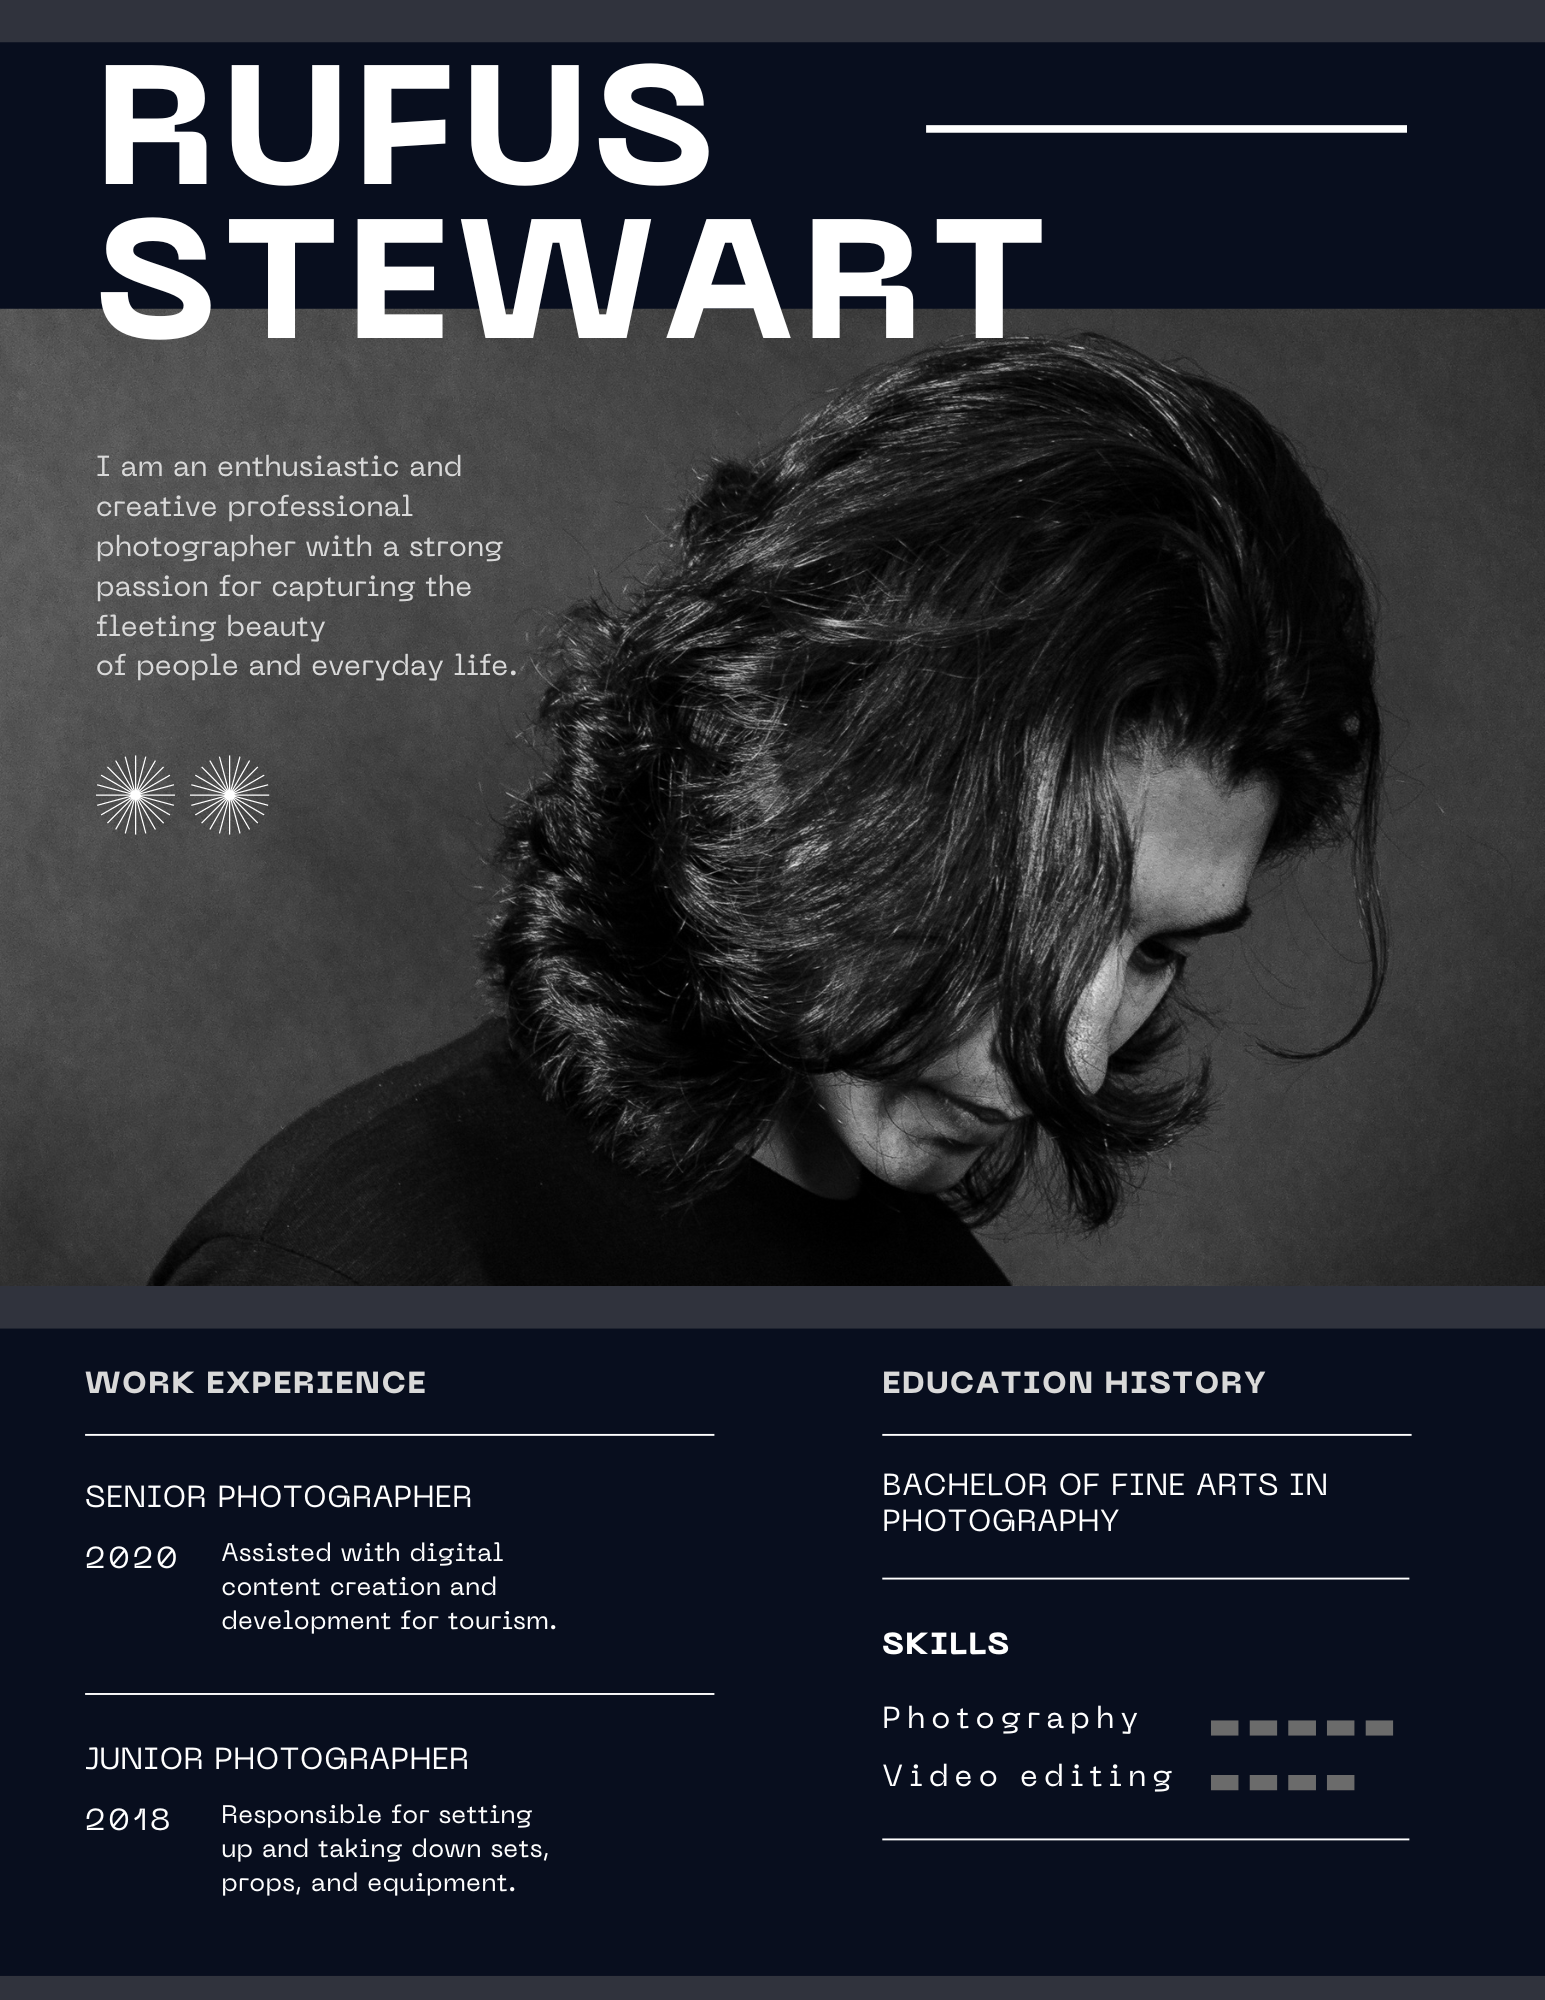 RUFUS
STEWART
I am an enthusiastic and
creative professional
photographer with a strong
passion for capturing the
fleeting beauty
of people and everyday life.
WORK EXPERIENCE
SENIOR PHOTOGRAPHER
2020
Assisted with digital
content creation and
development for tourism.
JUNIOR PHOTOGRAPHER
2018
Responsible for setting
up and taking down sets,
props, and equipment.
EDUCATION HISTORY
BACHELOR OF FINE ARTS IN
PHOTOGRAPHY
SKILLS
Photography
Video editing